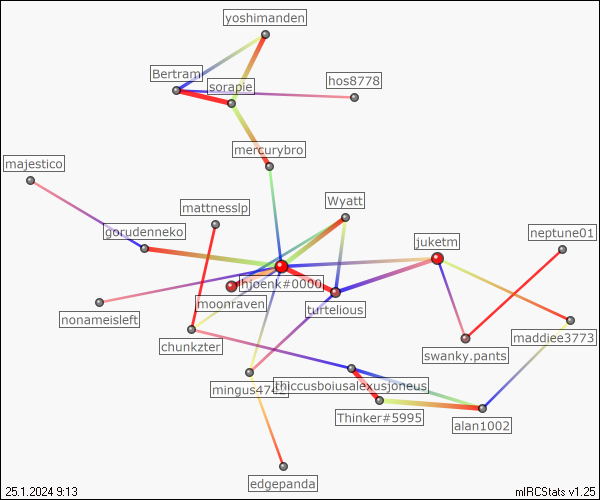 yoshimanden
Bertram
hos8778
sorapie
mercurybro
majestico
Wyatt
mattnesslp
gorudenneko
neptune01
juketm
hjoenk#0000
moonraven
nonameisleft
turtelious
maddiee3773
chunkzter
swanky.pants
thiccusboiusalexusjoneus
Thinker#5995
alan1002
edgepanda
25.1.2024 9:13
mIRCStats v1.25